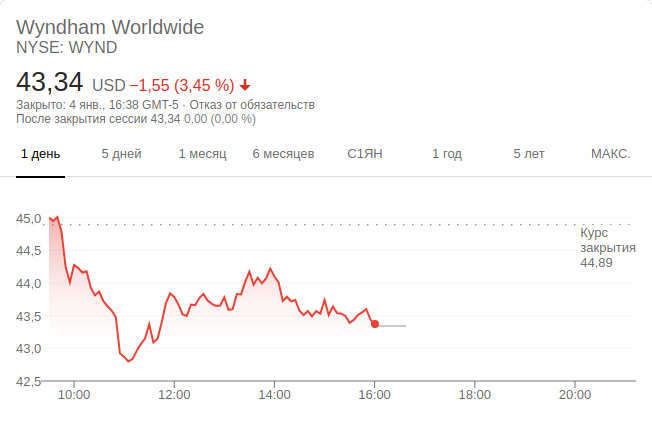 Wyndham Worldwide
NYSE: WYND
43,34 USD −1,55 (3,45 %)
Закрыто: 4 янв., 16:38 GMT-5 · Отказ от обязательств
После закрытия сессии 43,34 0,00 (0,00 %)
1 день 5 дней 1 месяц 6 месяцев С1ЯН 1 год 5 лет МАКС.
45,0
Курс
закрытия
44,89
44,5
44,0
43,5
43,0
42,5
10:00 12:00 14:00 16:00 18:00 20:00